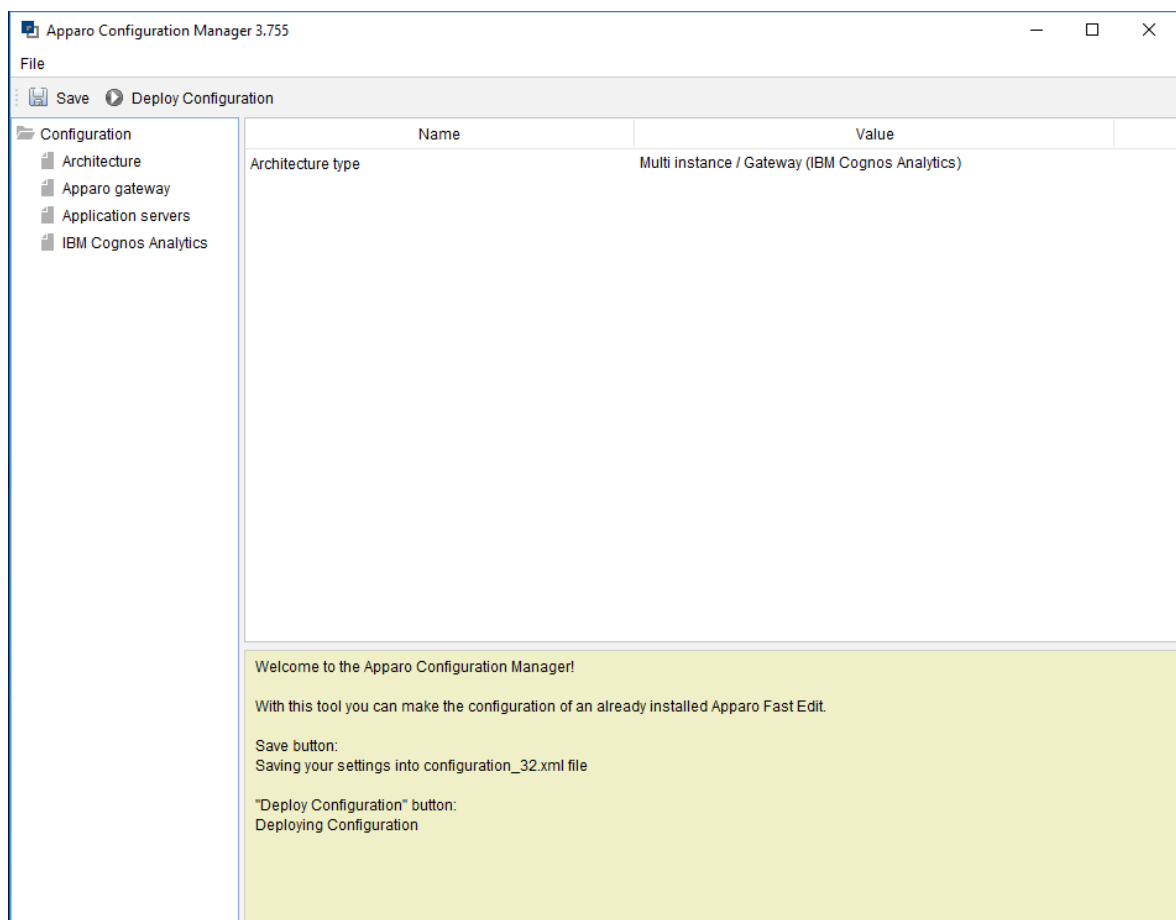 Apparo Configuration Manager 3.755
File
Save Deploy Configuration
Configuration
Architecture
Apparo gateway
Application servers
IBM Cognos Analytics
Name Value
Architecture type Multi instance / Gateway (IBM Cognos Analytics)
Welcome to the Apparo Configuration Manager!
With this tool you can make the configuration of an already installed Apparo Fast Edit.
Save button:
Saving your settings into configuration_32.xml file
"Deploy Configuration" button:
Deploying Configuration